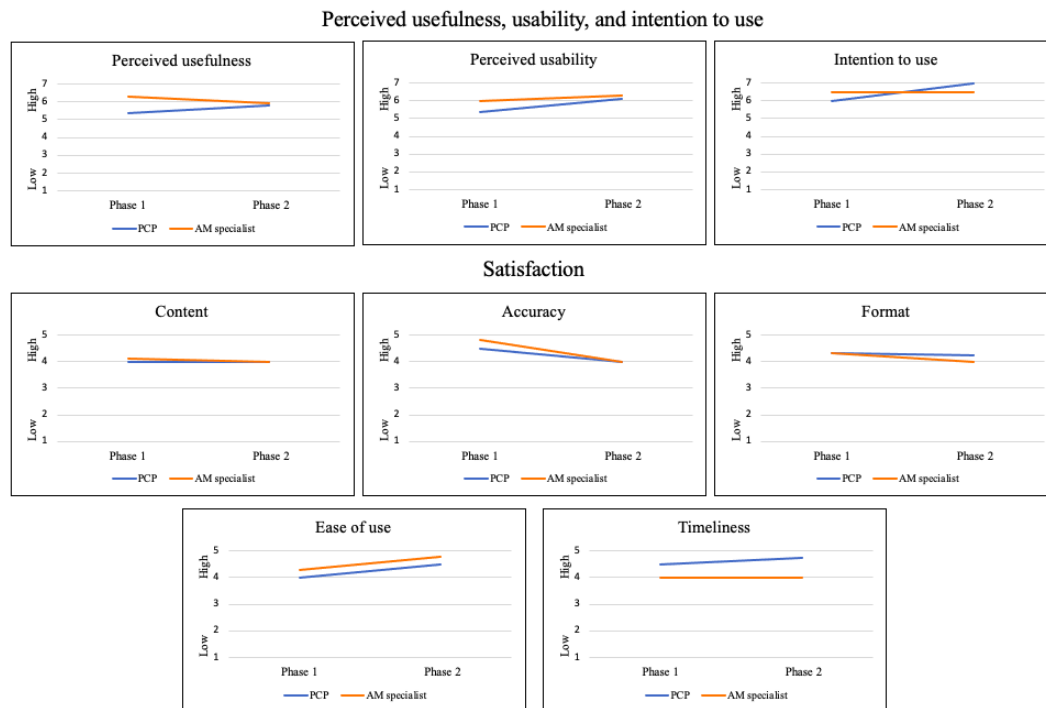 Perceived usefulness, usability, and intention to use
Perceived usefulness
High
Low
7
6
5
4
3
2
1
Phase 1 Phase 2
PCP AM specialist
Perceived usability
High
Low
7
6
5
4
3
2
1
Phase 1 Phase 2
PCP AM specialist
Intention to use
High
Low
7
6
5
4
3
2
1
Phase 1 Phase 2
PCP AM specialist
Satisfaction
Content
High
Low
5
4
3
2
1
Phase 1 Phase 2
PCP AM specialist
Accuracy
High
Low
5
4
3
2
1
Phase 1 Phase 2
PCP AM specialist
Format
High
Low
5
4
3
2
1
Phase 1 Phase 2
PCP AM specialist
Ease of use
High
Low
5
4
3
2
1
Phase 1 Phase 2
PCP AM specialist
Timeliness
High
Low
5
4
3
2
1
Phase 1 Phase 2
PCP AM specialist